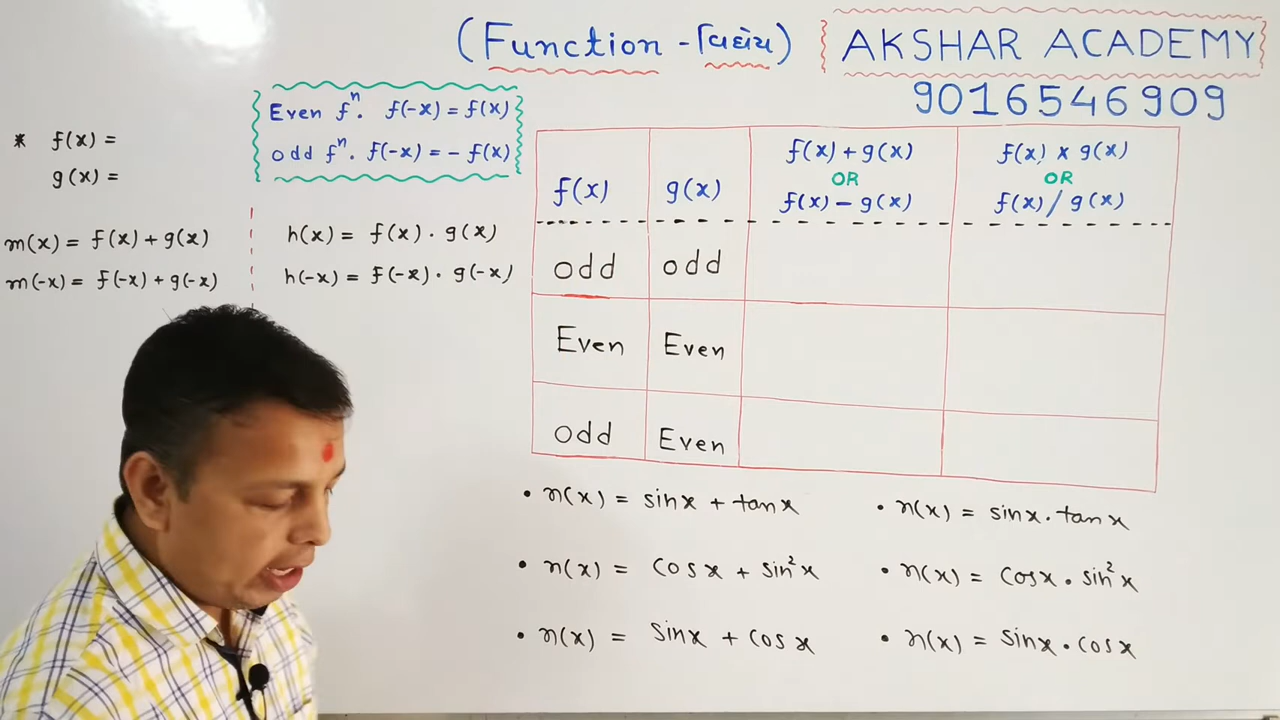 (Function - વિધેય)
AKSHAR ACADEMY
9016546909
Even fⁿ. f(-x) = f(x)
odd fⁿ. f(-x) = - f(x)
* f(x) =
g(x) =
m(x) = f(x) + g(x)
m(-x) = f(-x) + g(-x)
h(x) = f(x) · g(x)
h(-x) = f(-x) · g(-x)
f(x) g(x) f(x) + g(x) OR f(x) - g(x) f(x) x g(x) OR f(x) / g(x)
odd odd
Even Even
odd Even
• n(x) = sinx + tanx
• n(x) = sinx · tanx
• n(x) = cosx + sin²x
• n(x) = cosx · sin²x
• n(x) = sinx + cosx
• n(x) = sinx · cosx